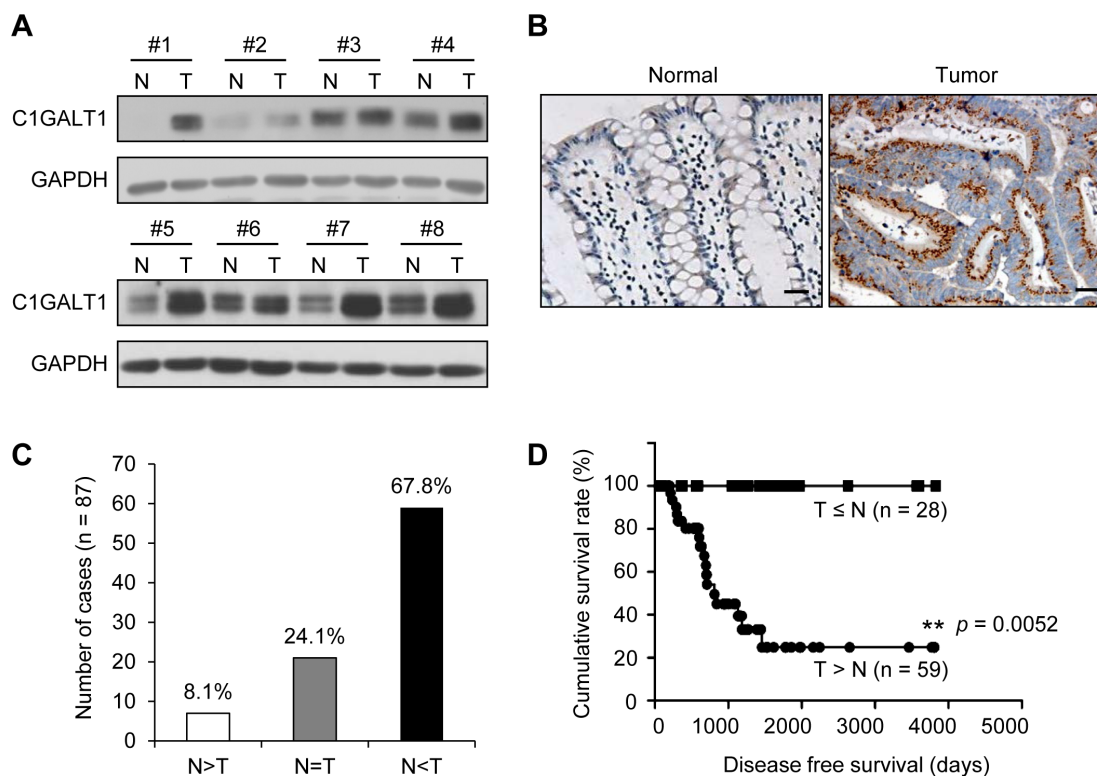 A
#1 #2 #3 #4
N T N T N T N T
C1GALT1
GAPDH
#5 #6 #7 #8
N T N T N T N T
C1GALT1
GAPDH
B
Normal Tumor
C
Number of cases (n = 87)
70
60
50
40
30
20
10
0
8.1%
24.1%
67.8%
N>T N=T N<T
D
Cumulative survival rate (%)
100
80
60
40
20
0
T ≤ N (n = 28)
** p = 0.0052
T > N (n = 59)
0 1000 2000 3000 4000 5000
Disease free survival (days)